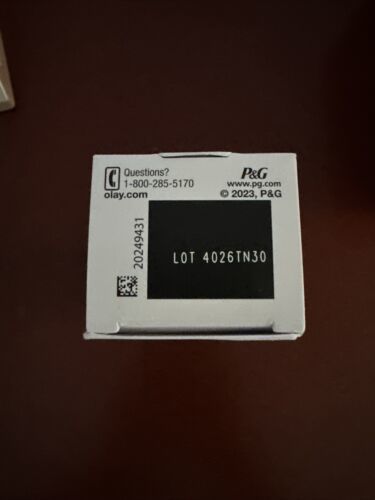 Questions?
1-800-285-5170
olay.com
P&G
www.pg.com
© 2023, P&G
20249431
LOT 4026TN30